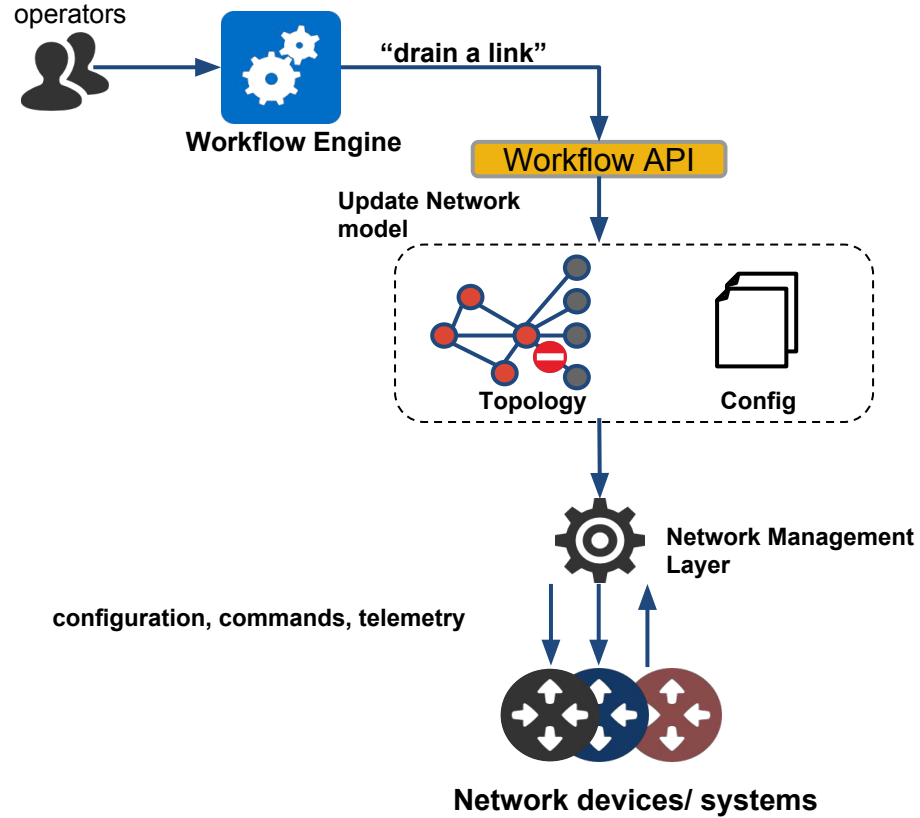 operators
“drain a link”
Workflow Engine
Workflow API
Update Network
model
Topology
Config
Network Management
Layer
configuration, commands, telemetry
Network devices/ systems